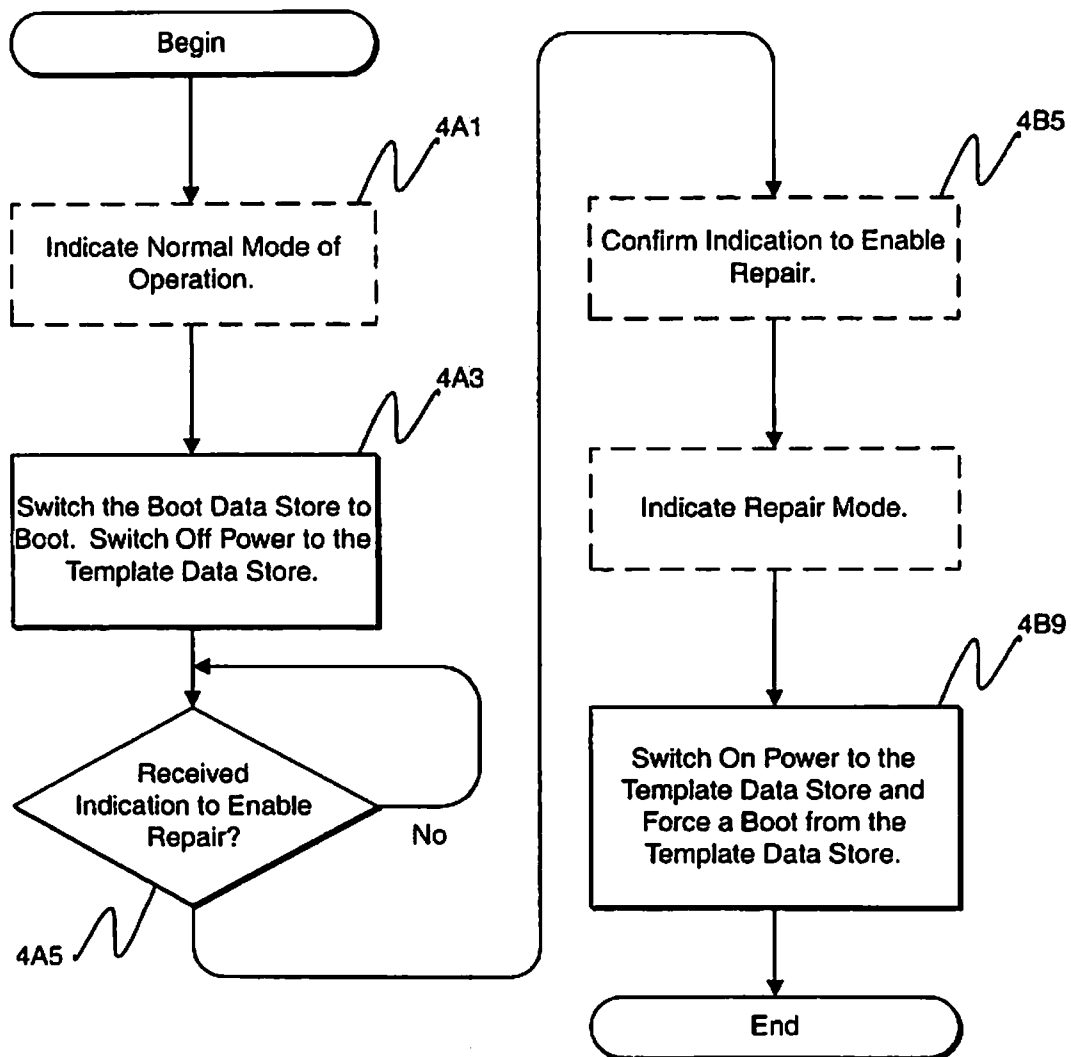 Begin
4A1
Indicate Normal Mode of
Operation.
4A3
Switch the Boot Data Store to
Boot. Switch Off Power to the
Template Data Store.
Received
Indication to Enable
Repair?
No
4A5
4B5
Confirm Indication to Enable
Repair.
Indicate Repair Mode.
4B9
Switch On Power to the
Template Data Store and
Force a Boot from the
Template Data Store.
End